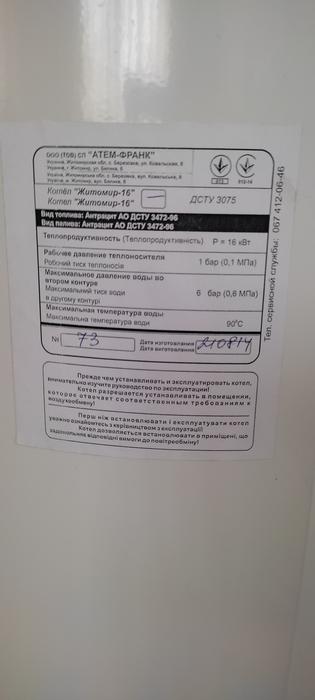 ООО (ТОВ) СП "АТЕМ-ФРАНК"
Котёл "Житомир-16"
Котел "Житомир-16"
ДСТУ 3075
Вид топлива: Антрацит АО ДСТУ 3472-96
Вид палива: Антрацит АО ДСТУ 3472-96
Теплопродуктивность (Теплопродуктивність) P = 16 кВт
Рабочее давление теплоносителя
Робочий тиск теплоносія
1 бар (0,1 МПа)
Максимальное давление воды во
втором контуре
Максимальний тиск води
в другому контурі
6 бар (0,6 МПа)
Максимальная температура воды
Максимальна температура води
90°С
№ 73
Дата изготовления
Дата виготовлення
210814
Тел. сервисной службы: 067 412-06-46
Прежде чем устанавливать и эксплуатировать котел,
внимательно изучите руководство по эксплуатации!
Котел разрешается устанавливать в помещении,
которое отвечает соответственным требованиям к
воздухообмену!
Перш ніж встановлювати і експлуатувати котел
уважно ознайомтесь з керівництвом з експлуатації!
Котел дозволяється встановлювати в приміщенні, що
задовольняє відповідні вимоги до повітрообміну!